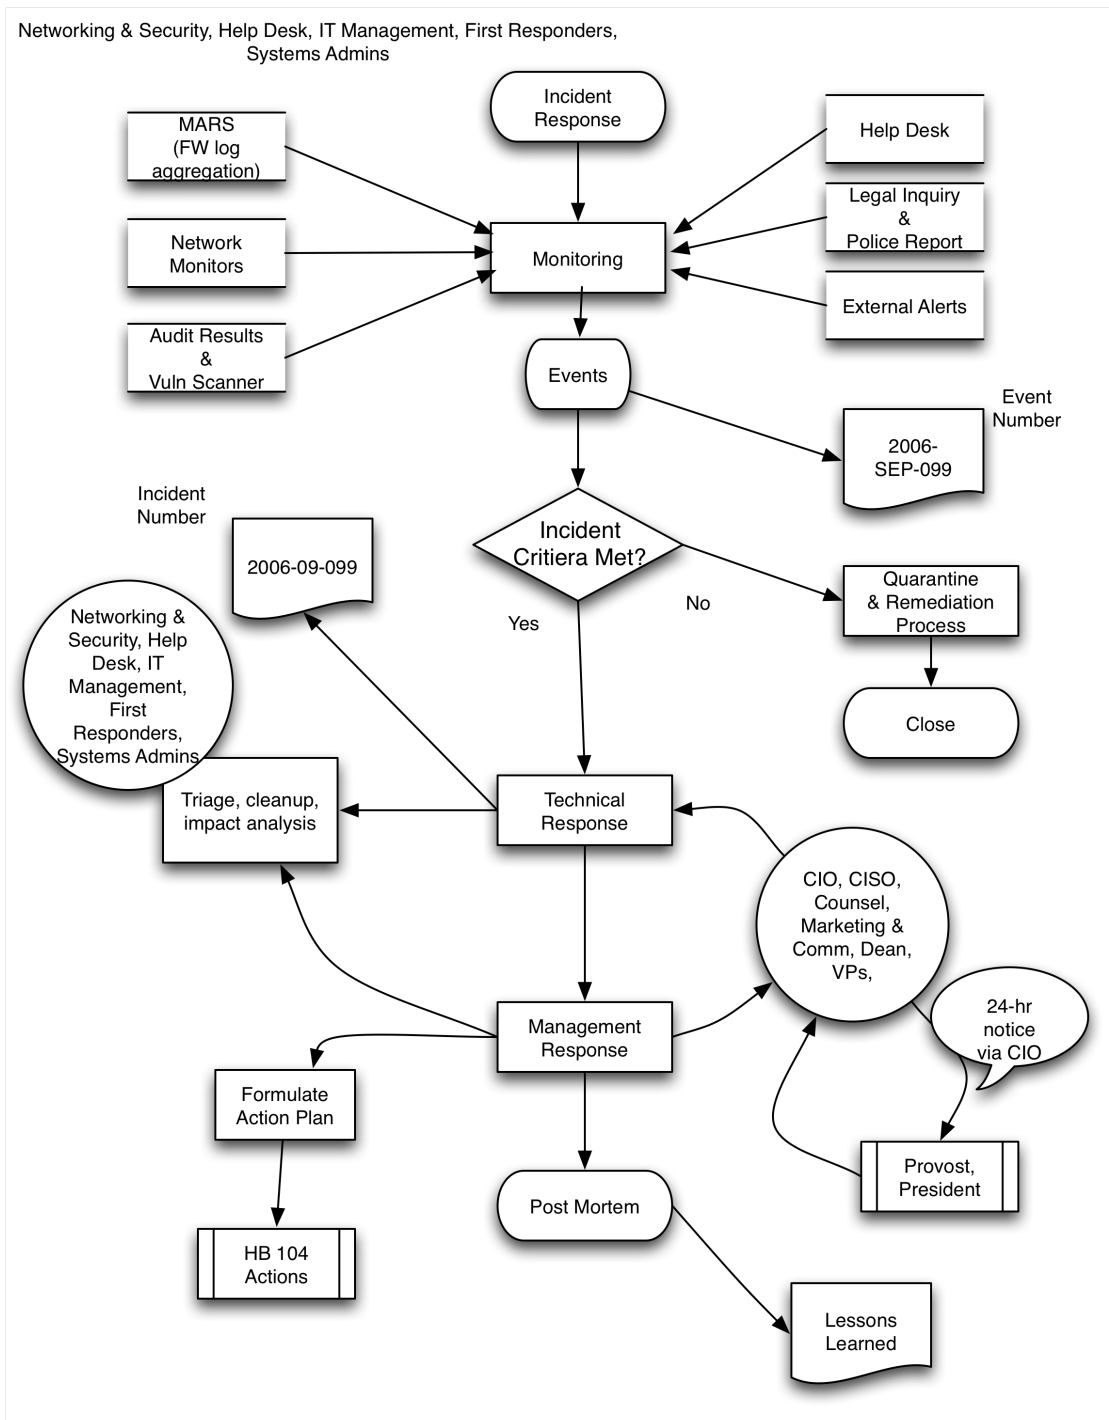 Networking & Security, Help Desk, IT Management, First Responders,
Systems Admins
Incident
Response
MARS
(FW log
aggregation)
Help Desk
Legal Inquiry
&
Police Report
Network
Monitors
Monitoring
External Alerts
Audit Results
&
Vuln Scanner
Events
Event
Number
2006-
SEP-099
Incident
Number
2006-09-099
Incident
Critiera Met?
No
Yes
Quarantine
& Remediation
Process
Close
Networking &
Security, Help
Desk, IT
Management,
First
Responders,
Systems Admins
Triage, cleanup,
impact analysis
Technical
Response
CIO, CISO,
Counsel,
Marketing &
Comm, Dean,
VPs,
24-hr
notice
via CIO
Management
Response
Formulate
Action Plan
Provost,
President
Post Mortem
HB 104
Actions
Lessons
Learned